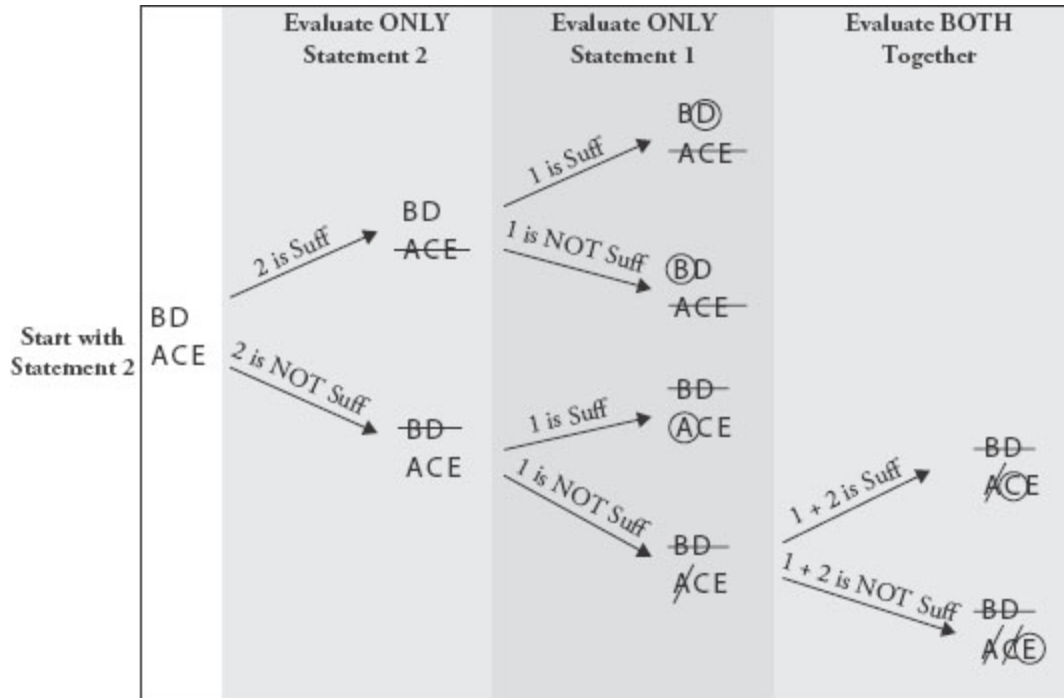 Evaluate ONLY
Statement 2
Evaluate ONLY
Statement 1
Evaluate BOTH
Together
Start with
Statement 2
BD
ACE
2 is Suff
2 is NOT Suff
BD
ACE
BD
ACE
1 is Suff
1 is NOT Suff
1 is Suff
1 is NOT Suff
BD
ACE
BD
ACE
BD
ACE
BD
ACE
1 + 2 is Suff
1 + 2 is NOT Suff
BD
ACE
BD
ACE